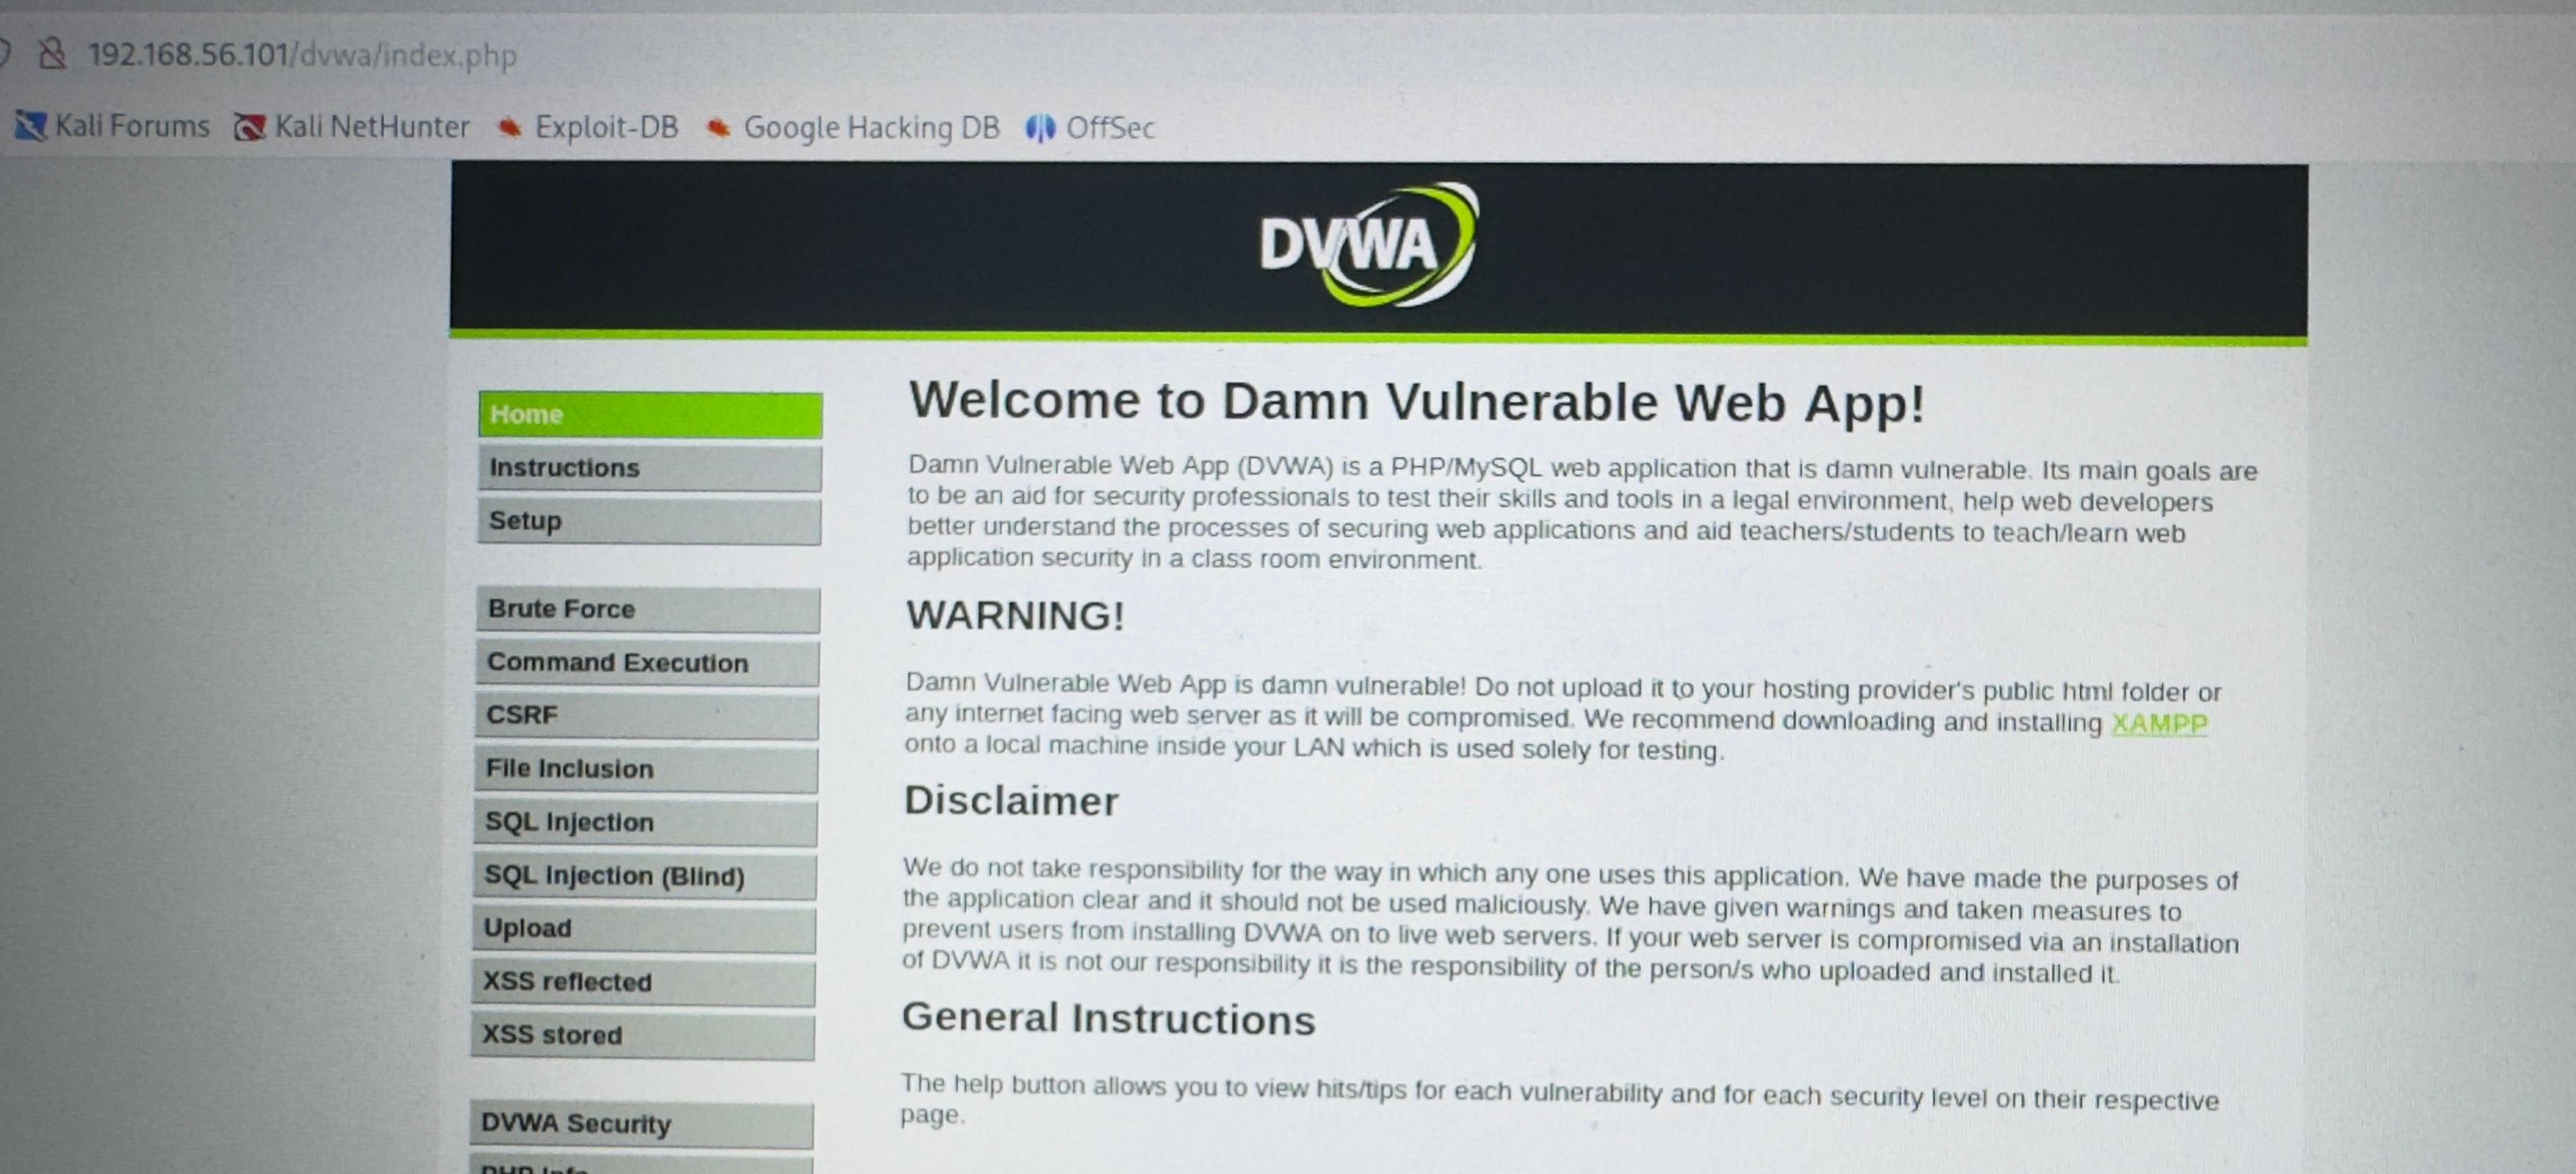 192.168.56.101/dvwa/index.php
Kali Forums Kali NetHunter Exploit-DB Google Hacking DB OffSec
DVWA
Home
Instructions
Setup
Brute Force
Command Execution
CSRF
File Inclusion
SQL Injection
SQL Injection (Blind)
Upload
XSS reflected
XSS stored
DVWA Security
PHP Info
Welcome to Damn Vulnerable Web App!
Damn Vulnerable Web App (DVWA) is a PHP/MySQL web application that is damn vulnerable. Its main goals are
to be an aid for security professionals to test their skills and tools in a legal environment, help web developers
better understand the processes of securing web applications and aid teachers/students to teach/learn web
application security in a class room environment.
WARNING!
Damn Vulnerable Web App is damn vulnerable! Do not upload it to your hosting provider's public html folder or
any internet facing web server as it will be compromised. We recommend downloading and installing XAMPP
onto a local machine inside your LAN which is used solely for testing.
Disclaimer
We do not take responsibility for the way in which any one uses this application. We have made the purposes of
the application clear and it should not be used maliciously. We have given warnings and taken measures to
prevent users from installing DVWA on to live web servers. If your web server is compromised via an installation
of DVWA it is not our responsibility it is the responsibility of the person/s who uploaded and installed it.
General Instructions
The help button allows you to view hits/tips for each vulnerability and for each security level on their respective
page.